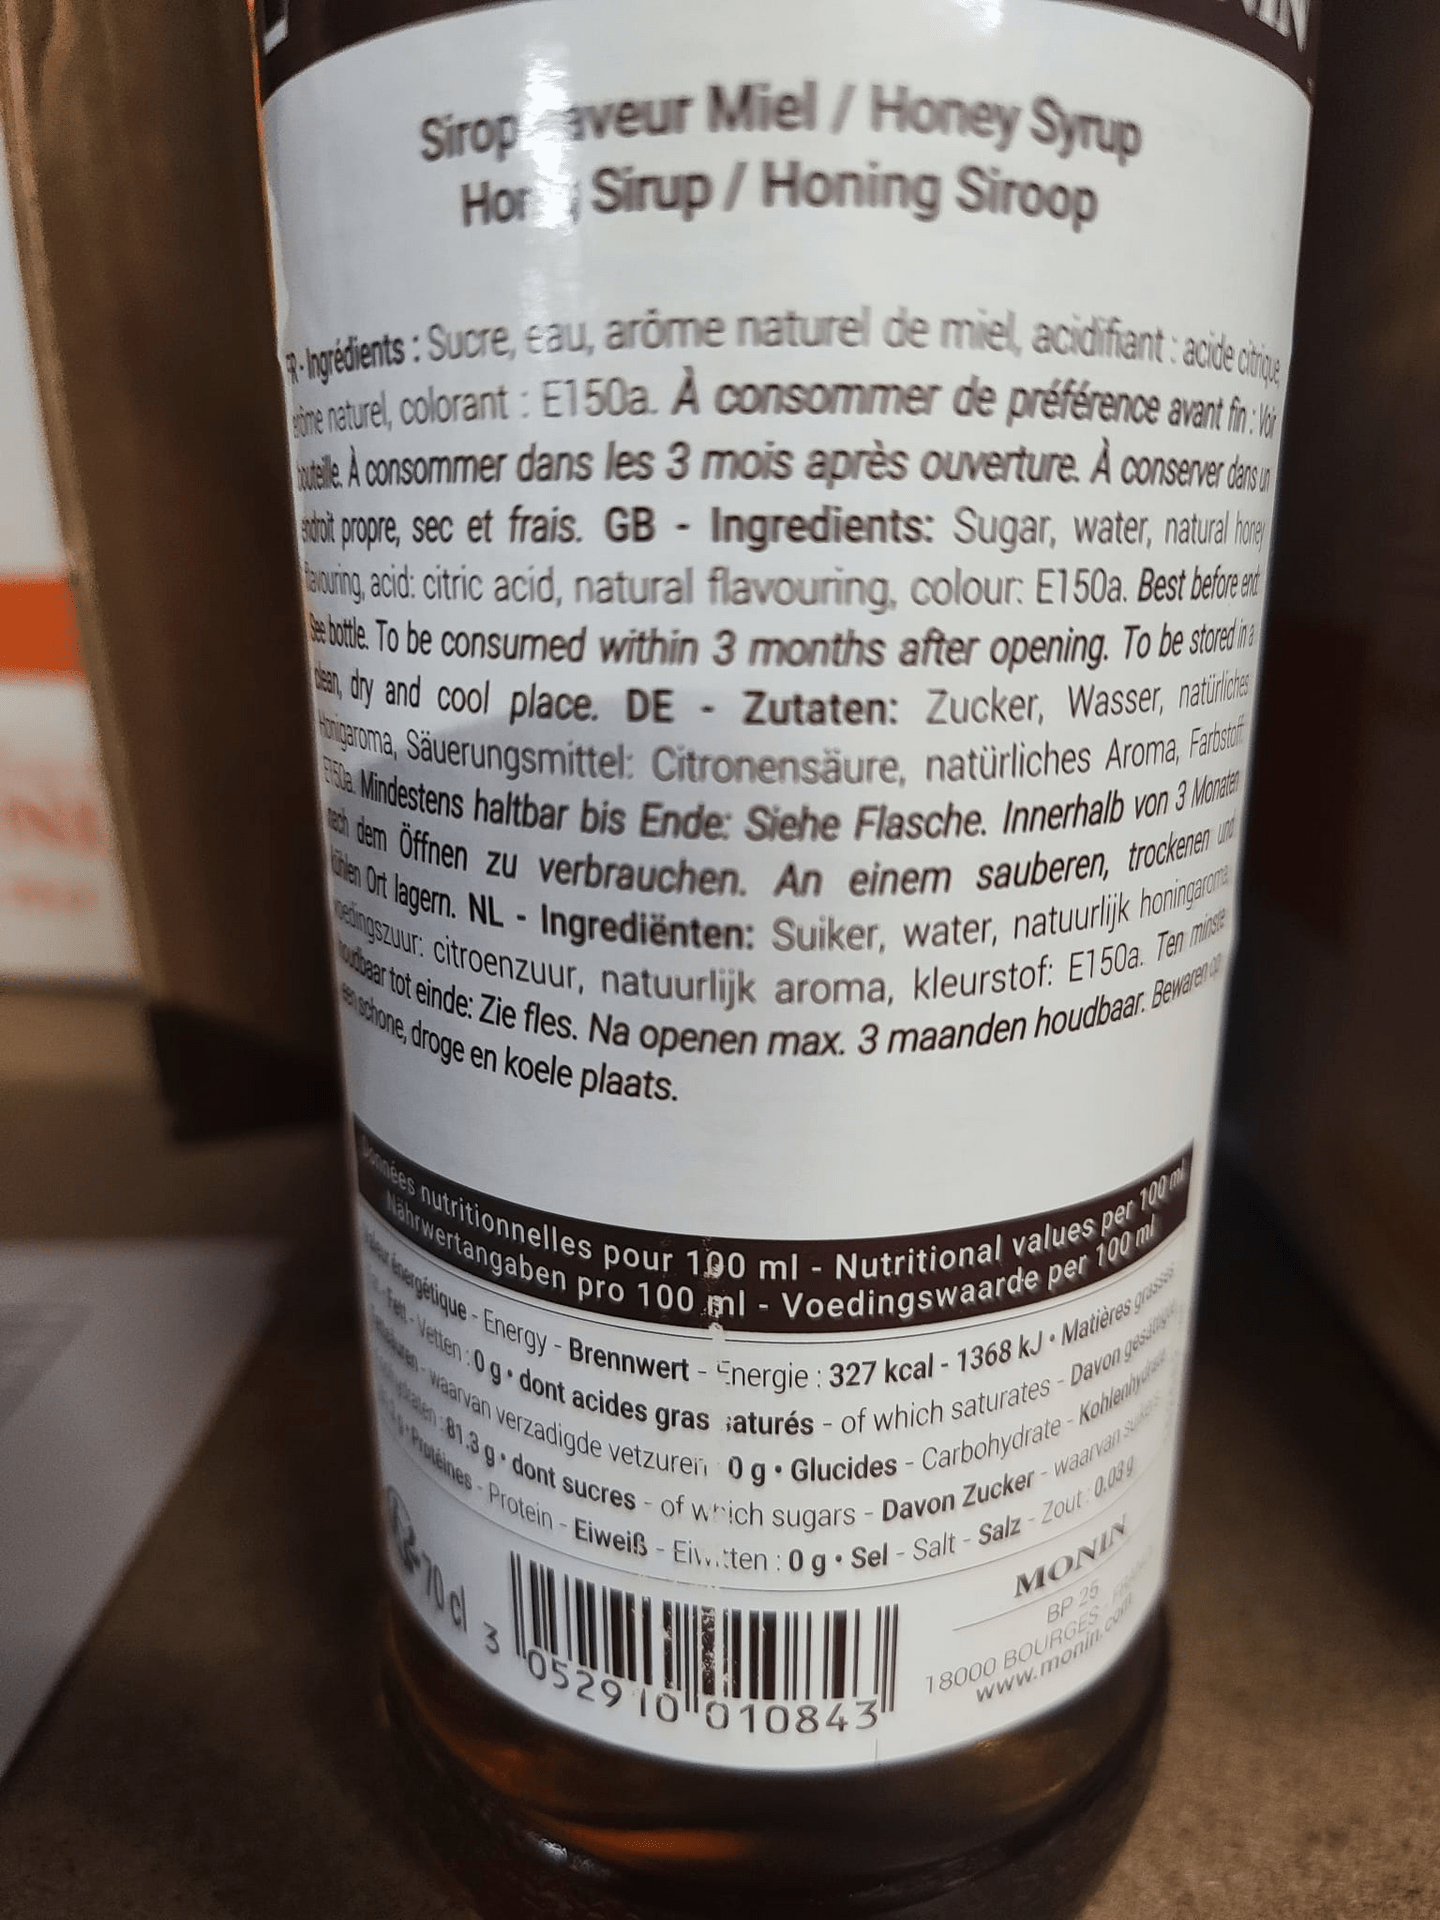 Sirop Saveur Miel / Honey Syrup
Honig Sirup / Honing Siroop
FR - Ingrédients : Sucre, eau, arôme naturel de miel, acidifiant : acide citrique,
arôme naturel, colorant : E150a. À consommer de préférence avant fin : Voir
bouteille. À consommer dans les 3 mois après ouverture. À conserver dans un
endroit propre, sec et frais. GB - Ingredients: Sugar, water, natural honey
flavouring, acid: citric acid, natural flavouring, colour: E150a. Best before end:
See bottle. To be consumed within 3 months after opening. To be stored in a
clean, dry and cool place. DE - Zutaten: Zucker, Wasser, natürliches
Honigaroma, Säuerungsmittel: Citronensäure, natürliches Aroma, Farbstoff:
E150a. Mindestens haltbar bis Ende: Siehe Flasche. Innerhalb von 3 Monaten
nach dem Öffnen zu verbrauchen. An einem sauberen, trockenen und
kühlen Ort lagern. NL - Ingrediënten: Suiker, water, natuurlijk honingaroma,
voedingszuur: citroenzuur, natuurlijk aroma, kleurstof: E150a. Ten minste
houdbaar tot einde: Zie fles. Na openen max. 3 maanden houdbaar. Bewaren op
een schone, droge en koele plaats.
Données nutritionnelles pour 100 ml - Nutritional values per 100 ml
Nährwertangaben pro 100 ml - Voedingswaarde per 100 ml
Valeur énergétique - Energy - Brennwert - Energie : 327 kcal - 1368 kJ • Matières grasses
- Fett - Vetten : 0 g • dont acides gras saturés - of which saturates - Davon gesättigte
- waarvan verzadigde vetzuren 0 g • Glucides - Carbohydrate - Kohlenhydrate
81.3 g • dont sucres - of which sugars - Davon Zucker - waarvan suikers
g • Protéines - Protein - Eiweiß - Eiwitten : 0 g • Sel - Salt - Salz - Zout : 0.03 g
70 cl
3 052910 010843
MONIN
BP 25
18000 BOURGES - FRANCE
www.monin.com